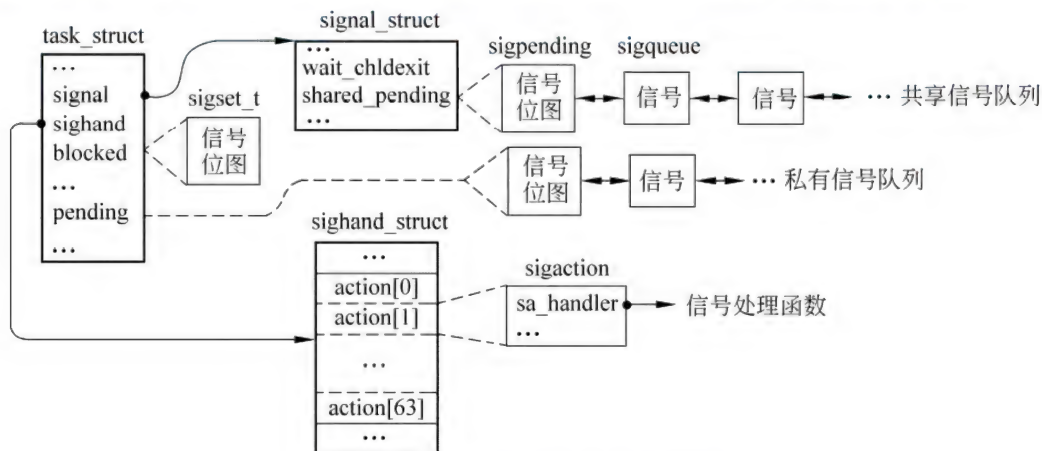 task_struct
…
signal
sighand
blocked
…
pending
…
sigset_t
信号
位图
signal_struct
…
wait_chldexit
shared_pending
…
sigpending
信号
位图
sigqueue
信号
信号
… 共享信号队列
信号
位图
信号
… 私有信号队列
sighand_struct
…
action[0]
action[1]
…
action[63]
…
sigaction
sa_handler
…
信号处理函数